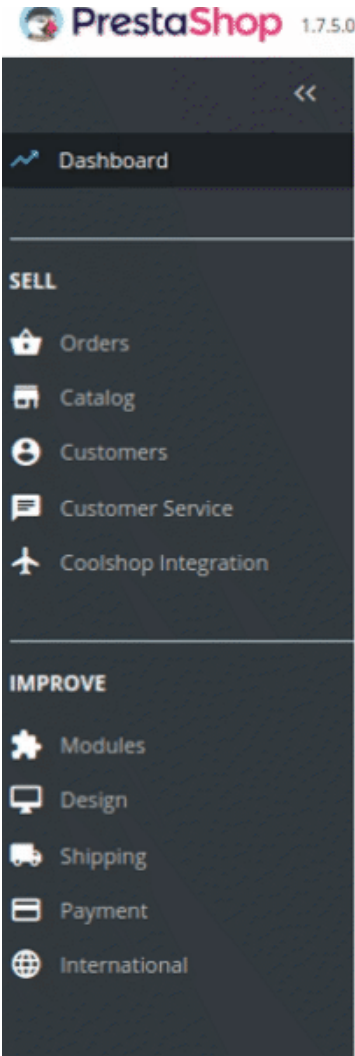 PrestaShop 1.7.5.0
Dashboard
SELL
Orders
Catalog
Customers
Customer Service
Coolshop Integration
IMPROVE
Modules
Design
Shipping
Payment
International